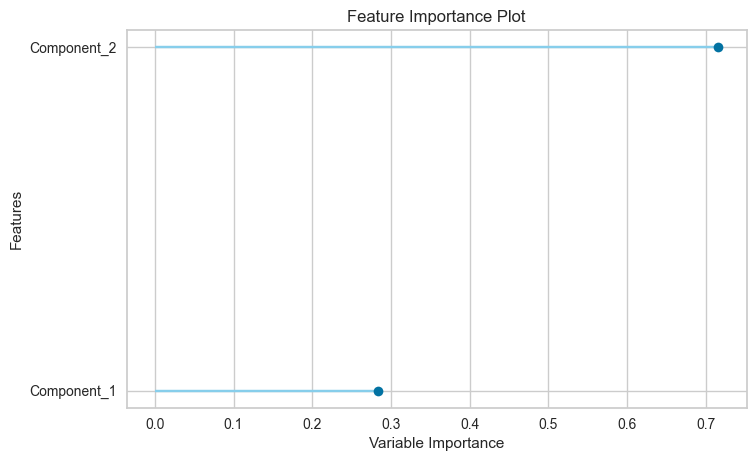 Feature Importance Plot
Component_2
Features
Component_1
0.0 0.1 0.2 0.3 0.4 0.5 0.6 0.7
Variable Importance